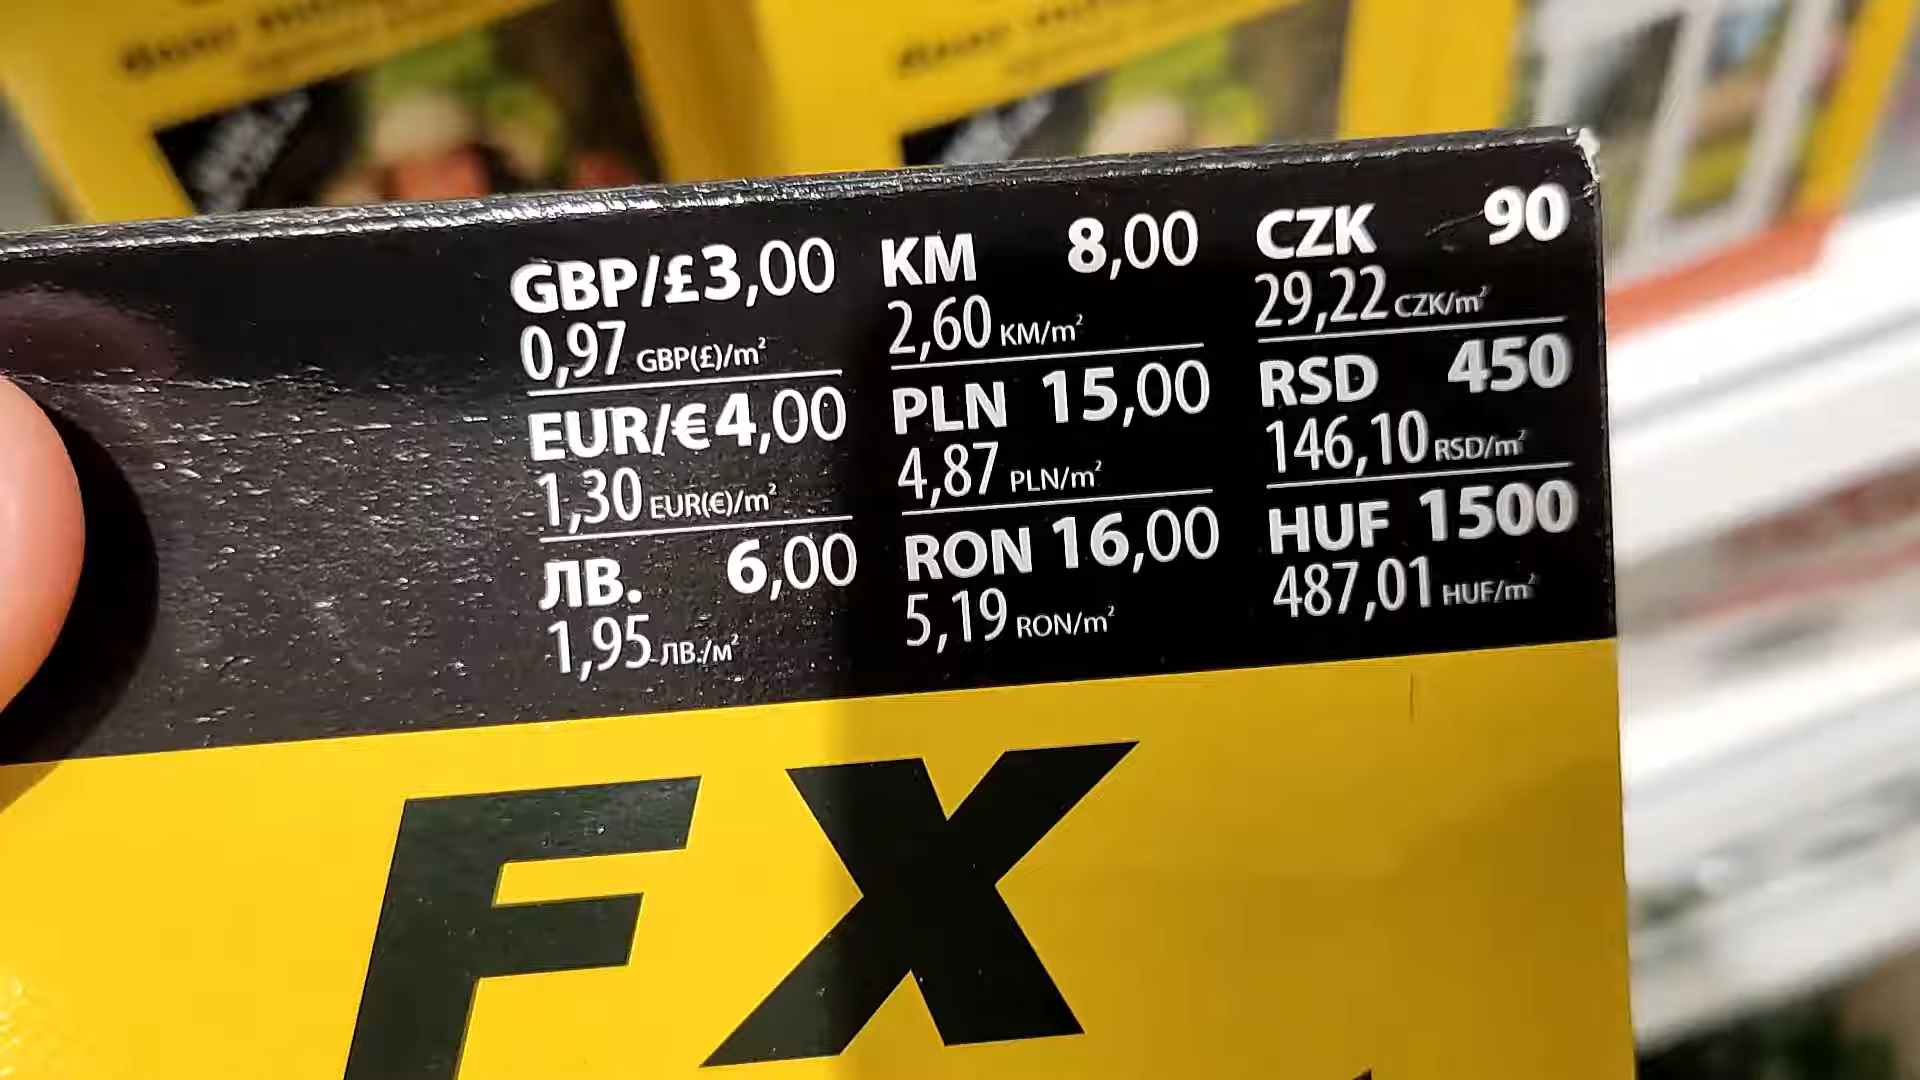 GBP/£3,00
0,97 GBP(£)/m²
EUR/€4,00
1,30 EUR(€)/m²
ЛВ. 6,00
1,95 ЛВ./м²
KM 8,00
2,60 KM/m²
PLN 15,00
4,87 PLN/m²
RON 16,00
5,19 RON/m²
CZK 90
29,22 CZK/m²
RSD 450
146,10 RSD/m²
HUF 1500
487,01 HUF/m²
FX